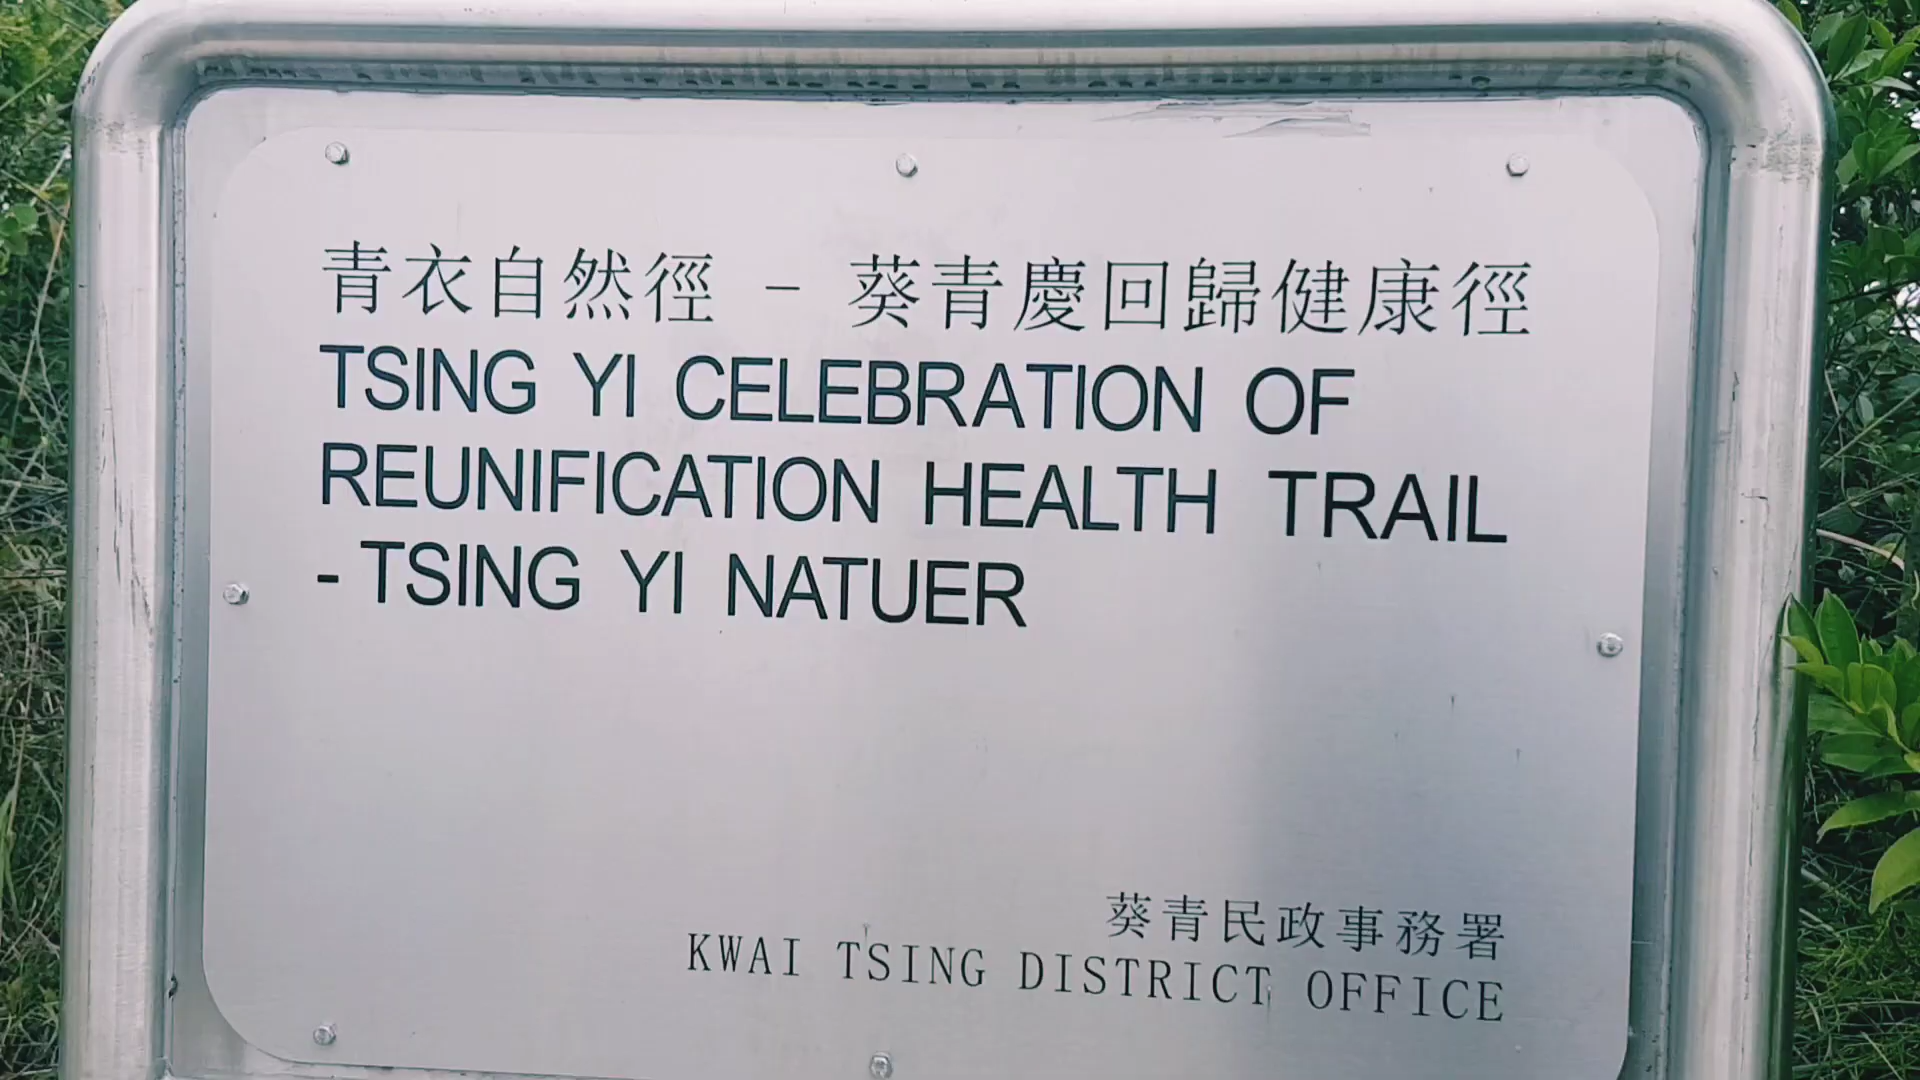 青衣自然徑 - 葵青慶回歸健康徑
TSING YI CELEBRATION OF
REUNIFICATION HEALTH TRAIL
- TSING YI NATUER
葵青民政事務署
KWAI TSING DISTRICT OFFICE